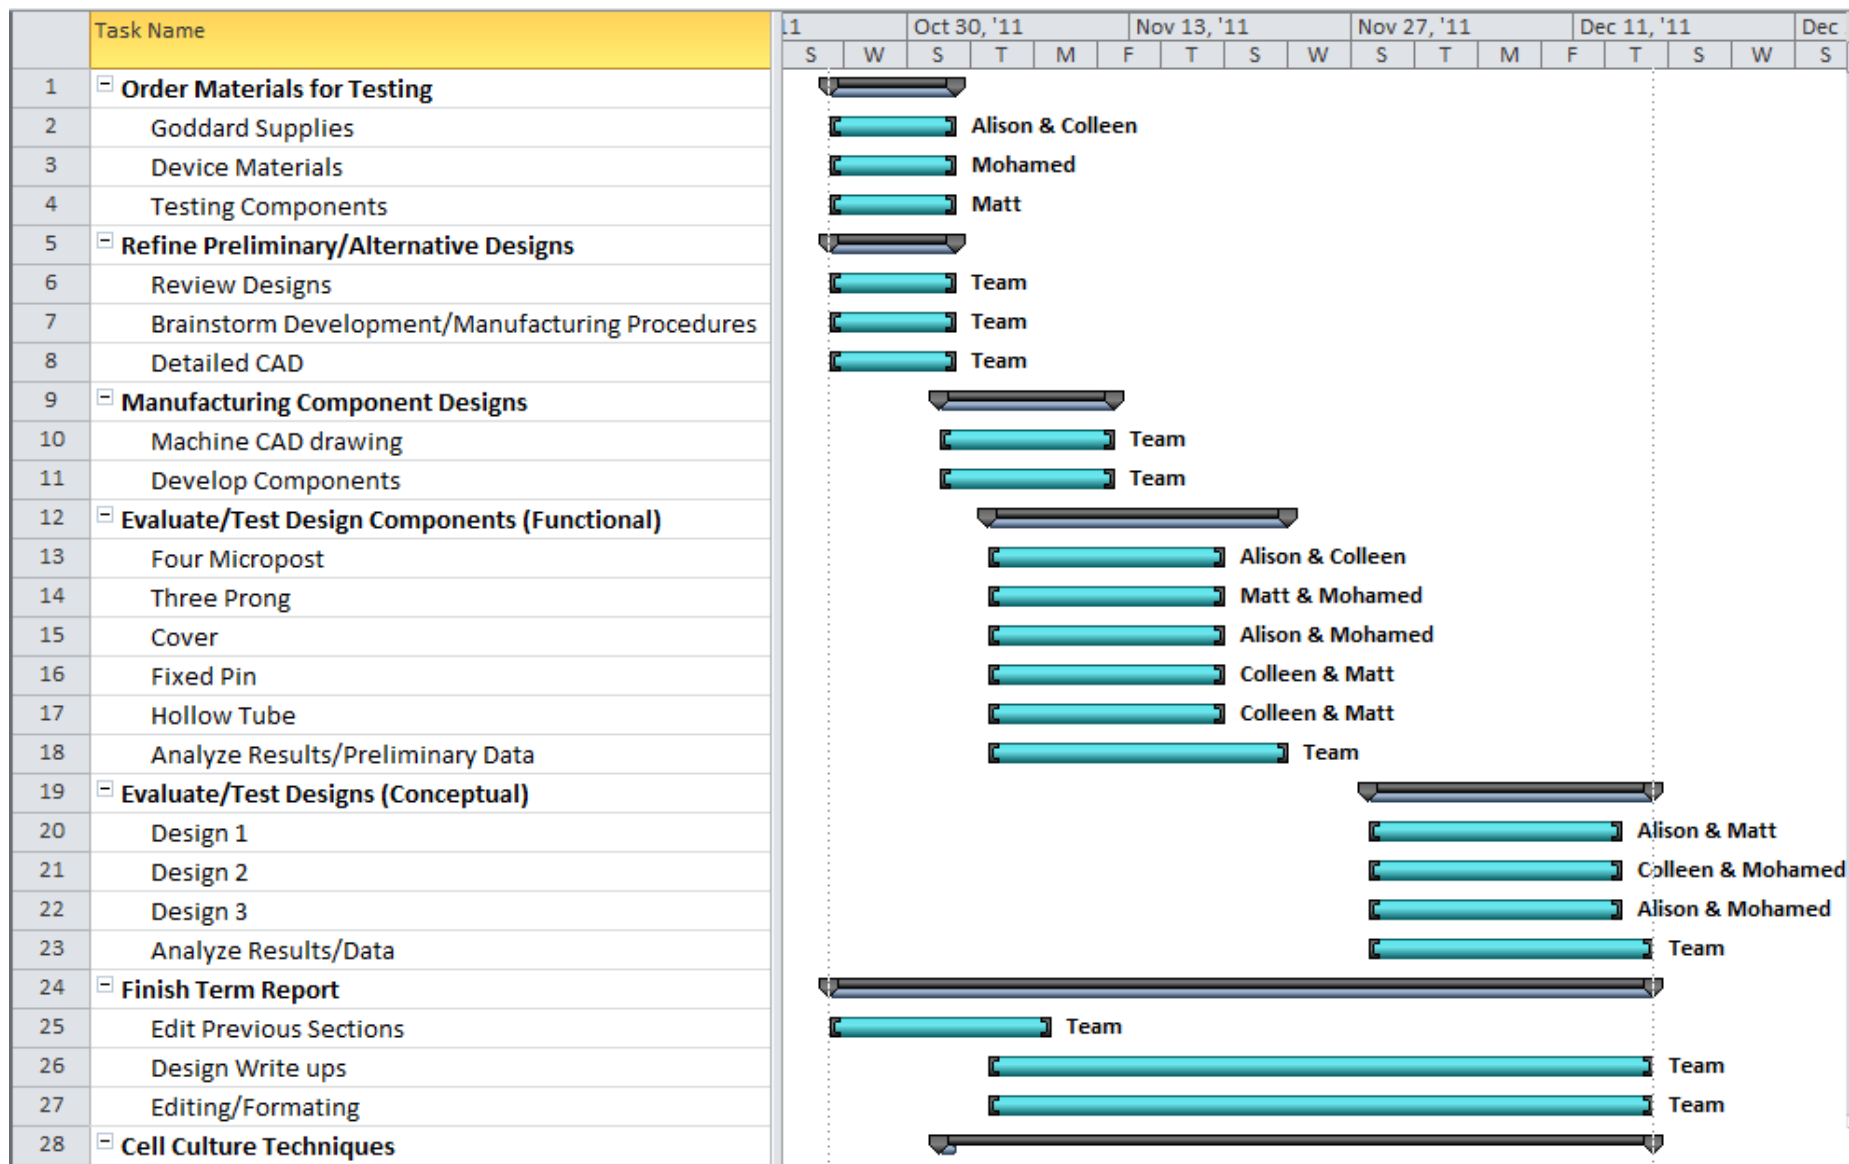 Task Name
11 Oct 30, '11 Nov 13, '11 Nov 27, '11 Dec 11, '11 Dec
S W S T M F T S W S T M F T S W S
1 Order Materials for Testing
2 Goddard Supplies Alison & Colleen
3 Device Materials Mohamed
4 Testing Components Matt
5 Refine Preliminary/Alternative Designs
6 Review Designs Team
7 Brainstorm Development/Manufacturing Procedures Team
8 Detailed CAD Team
9 Manufacturing Component Designs
10 Machine CAD drawing Team
11 Develop Components Team
12 Evaluate/Test Design Components (Functional)
13 Four Micropost Alison & Colleen
14 Three Prong Matt & Mohamed
15 Cover Alison & Mohamed
16 Fixed Pin Colleen & Matt
17 Hollow Tube Colleen & Matt
18 Analyze Results/Preliminary Data Team
19 Evaluate/Test Designs (Conceptual)
20 Design 1 Alison & Matt
21 Design 2 Colleen & Mohamed
22 Design 3 Alison & Mohamed
23 Analyze Results/Data Team
24 Finish Term Report
25 Edit Previous Sections Team
26 Design Write ups Team
27 Editing/Formating Team
28 Cell Culture Techniques